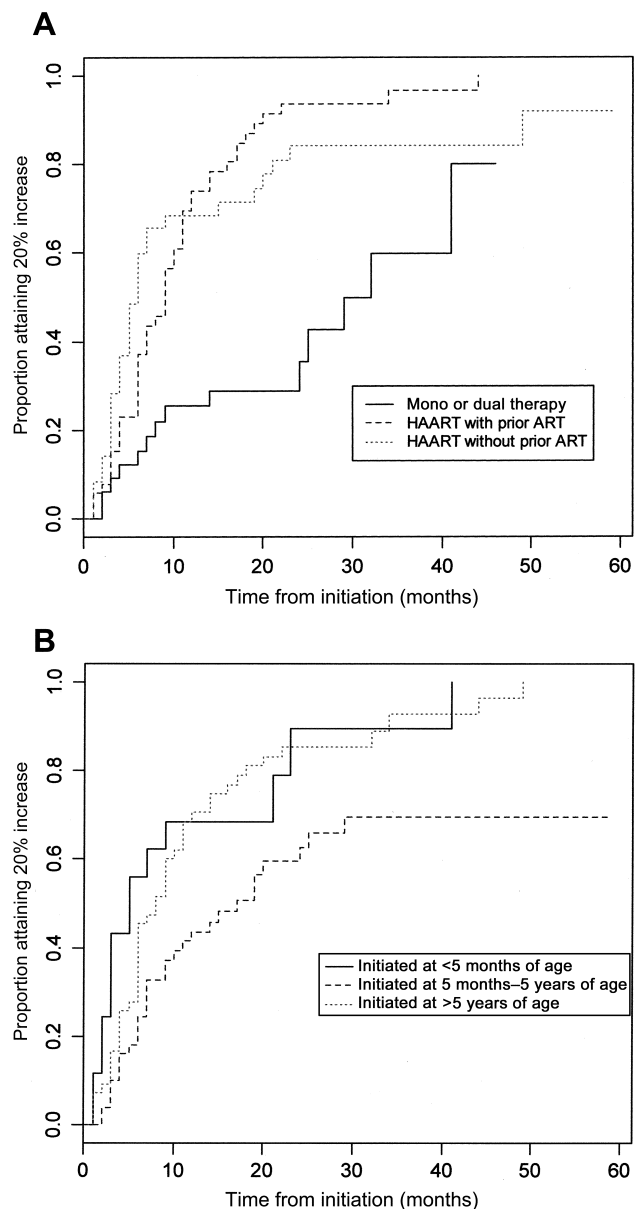 A
Proportion attaining 20% increase
1.0
0.8
0.6
0.4
0.2
0.0
Mono or dual therapy
HAART with prior ART
HAART without prior ART
0 10 20 30 40 50 60
Time from initiation (months)
B
Proportion attaining 20% increase
1.0
0.8
0.6
0.4
0.2
0.0
Initiated at <5 months of age
Initiated at 5 months–5 years of age
Initiated at >5 years of age
0 10 20 30 40 50 60
Time from initiation (months)